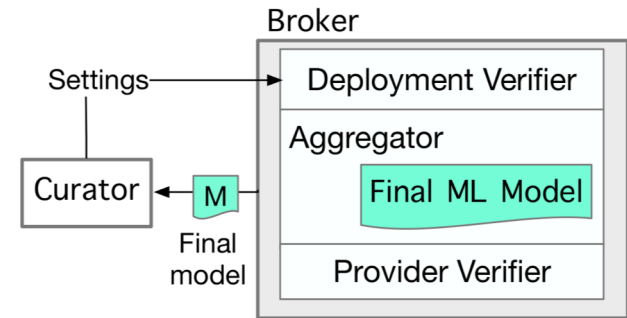 Broker
Settings
Deployment Verifier
Aggregator
Curator
M
Final ML Model
Final
model
Provider Verifier